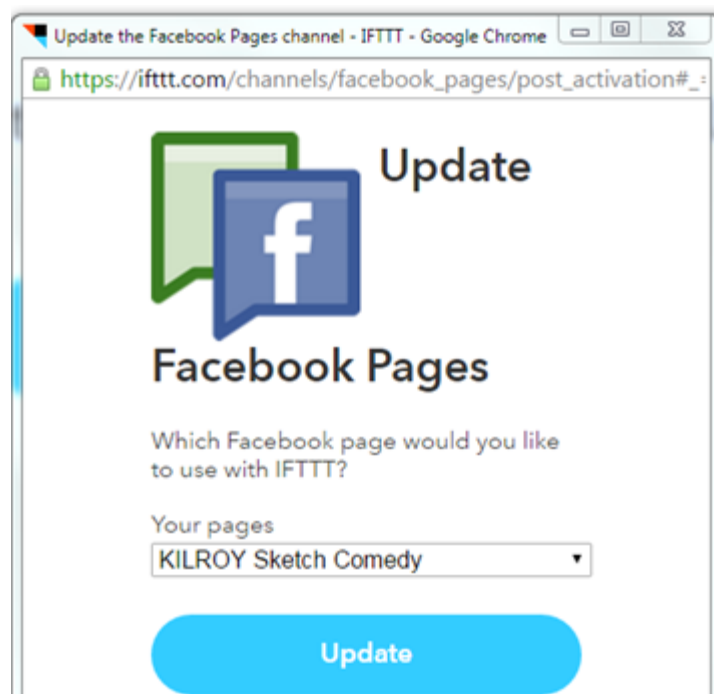 Update the Facebook Pages channel - IFTTT - Google Chrome
https://ifttt.com/channels/facebook_pages/post_activation#_=
f
Update
Facebook Pages
Which Facebook page would you like
to use with IFTTT?
Your pages
KILROY Sketch Comedy
Update